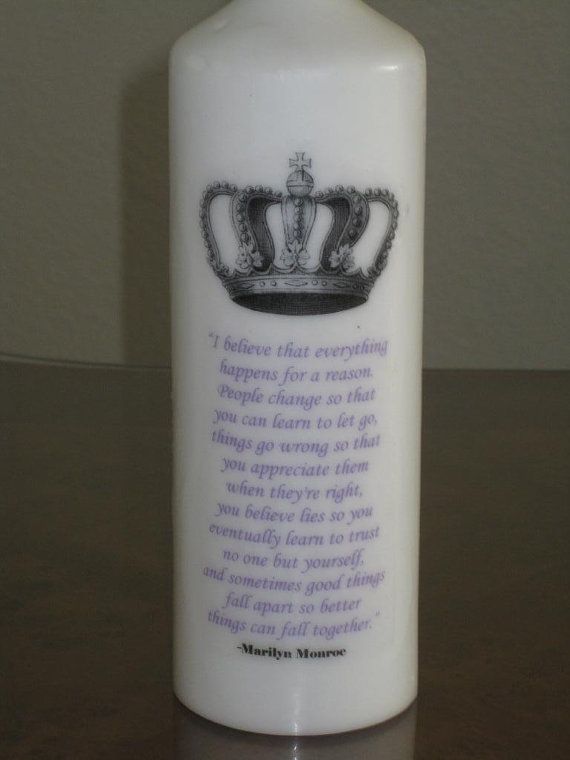 "I believe that everything
happens for a reason.
People change so that
you can learn to let go,
things go wrong so that
you appreciate them
when they're right,
you believe lies so you
eventually learn to trust
no one but yourself,
and sometimes good things
fall apart so better
things can fall together."
-Marilyn Monroe